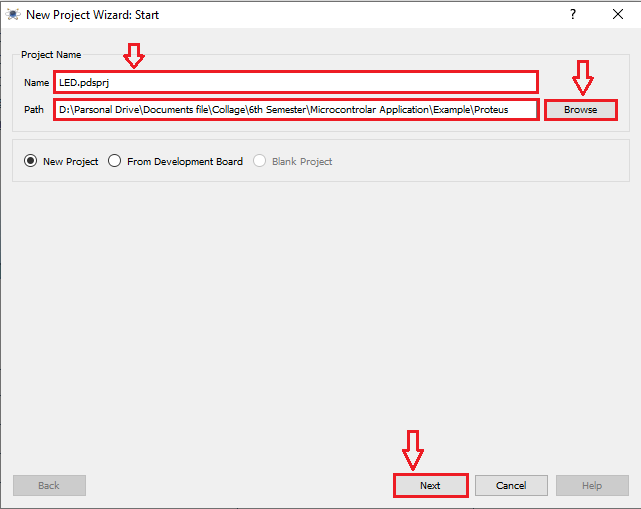 New Project Wizard: Start
?
Project Name
Name LED.pdsprj
Path D:\Parsonal Drive\Documents file\Collage\6th Semester\Microcontrolar Application\Example\Proteus Browse
New Project From Development Board Blank Project
Back Next Cancel Help